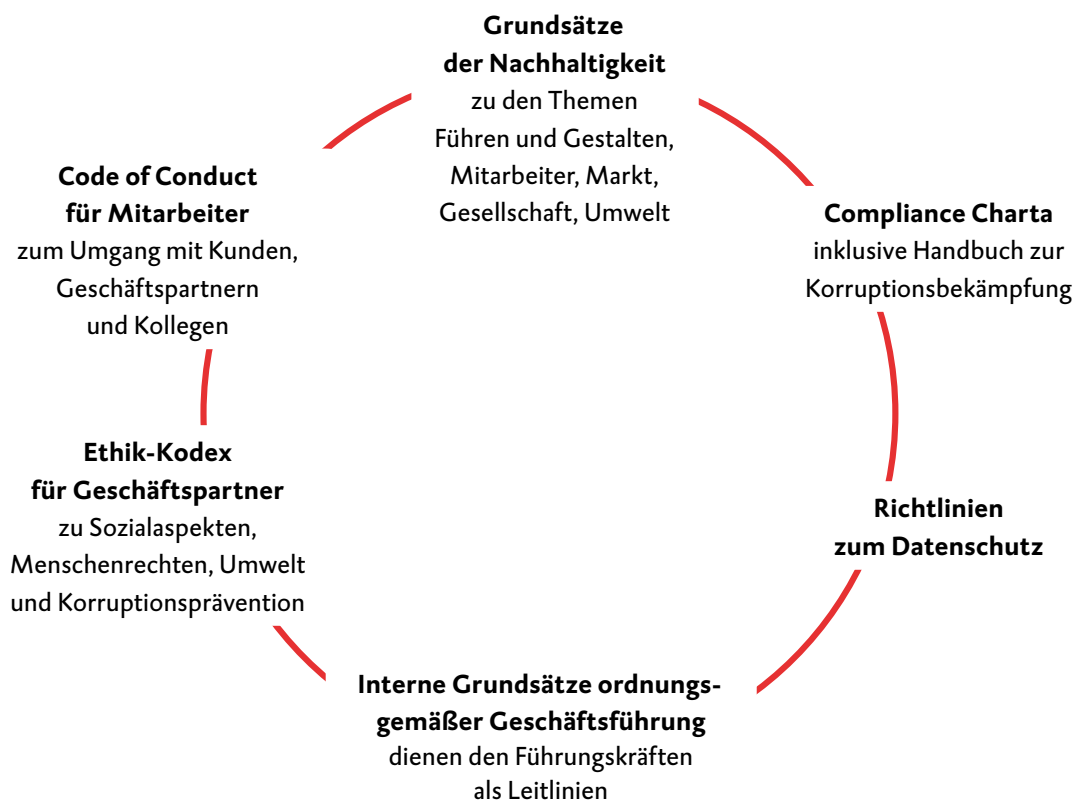 Grundsätze
der Nachhaltigkeit
zu den Themen
Führen und Gestalten,
Mitarbeiter, Markt,
Gesellschaft, Umwelt
Compliance Charta
inklusive Handbuch zur
Korruptionsbekämpfung
Richtlinien
zum Datenschutz
Interne Grundsätze ordnungs-
gemäßer Geschäftsführung
dienen den Führungskräften
als Leitlinien
Ethik-Kodex
für Geschäftspartner
zu Sozialaspekten,
Menschenrechten, Umwelt
und Korruptionsprävention
Code of Conduct
für Mitarbeiter
zum Umgang mit Kunden,
Geschäftspartnern
und Kollegen